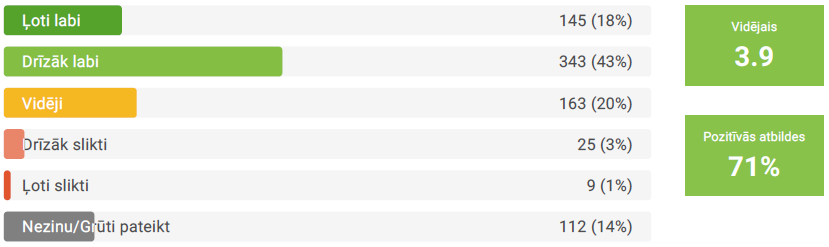 Ļoti labi 145 (18%)
Drīzāk labi 343 (43%)
Vidēji 163 (20%)
Drīzāk slikti 25 (3%)
Ļoti slikti 9 (1%)
Nezinu/Grūti pateikt 112 (14%)
Vidējais
3.9
Pozitīvās atbildes
71%